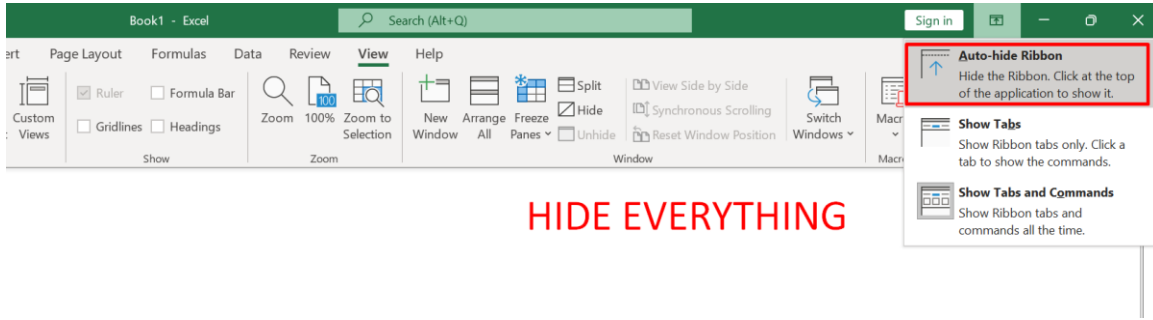 Book1 - Excel
Search (Alt+Q)
Sign in
ert Page Layout Formulas Data Review View Help
Custom Views
Ruler
Formula Bar
Gridlines
Headings
Show
Zoom
100%
Zoom to Selection
Zoom
New Window
Arrange All
Freeze Panes
Split
Hide
Unhide
View Side by Side
Synchronous Scrolling
Reset Window Position
Switch Windows
Window
Macr
Macr
Auto-hide Ribbon
Hide the Ribbon. Click at the top
of the application to show it.
Show Tabs
Show Ribbon tabs only. Click a
tab to show the commands.
Show Tabs and Commands
Show Ribbon tabs and
commands all the time.
HIDE EVERYTHING